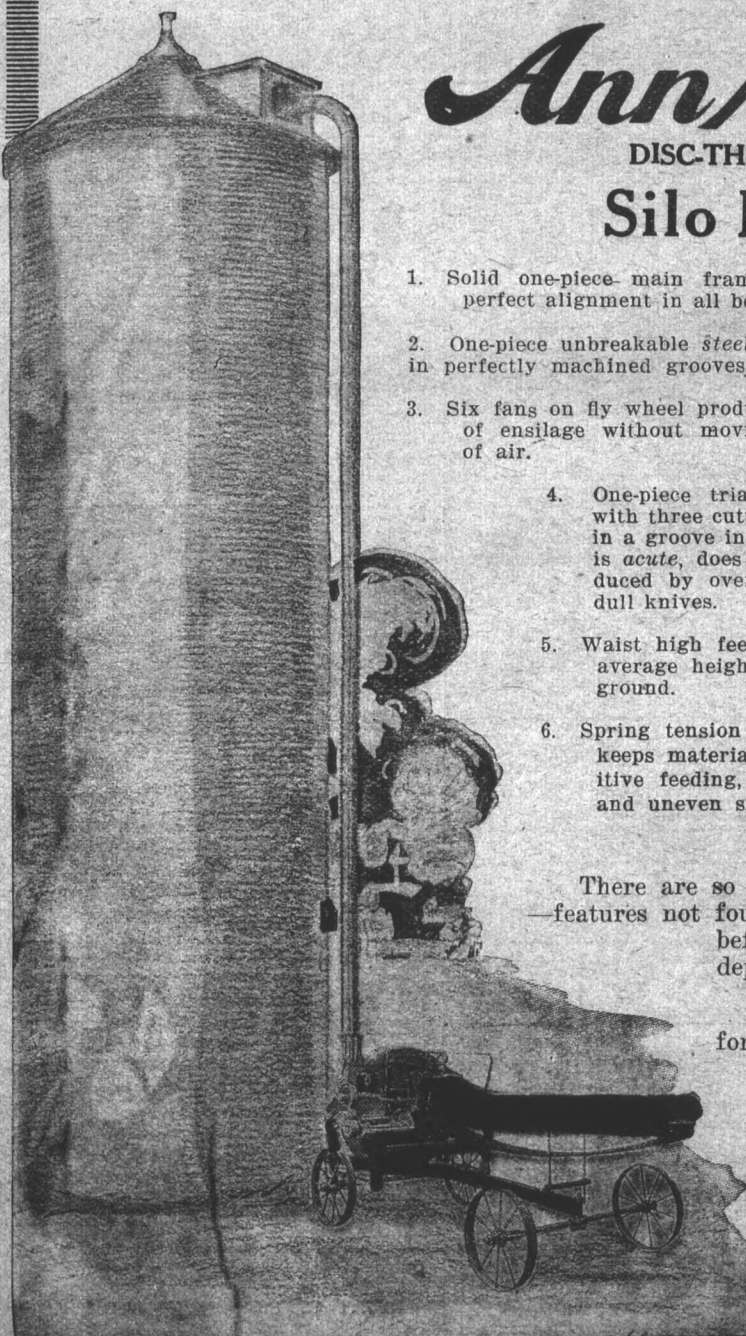 Ann
DISC-TH
Silo
1. Solid one-piece main fram
perfect alignment in all be
2. One-piece unbreakable steel
in perfectly machined grooves,
3. Six fans on fly wheel prod
of ensilage without movi
of air.
4. One-piece tria
with three cut
in a groove in
is acute, does
duced by ove
dull knives.
5. Waist high fee
average heigh
ground.
6. Spring tension
keeps materia
itive feeding,
and uneven s
There are so
—features not fou
bef
dep
for